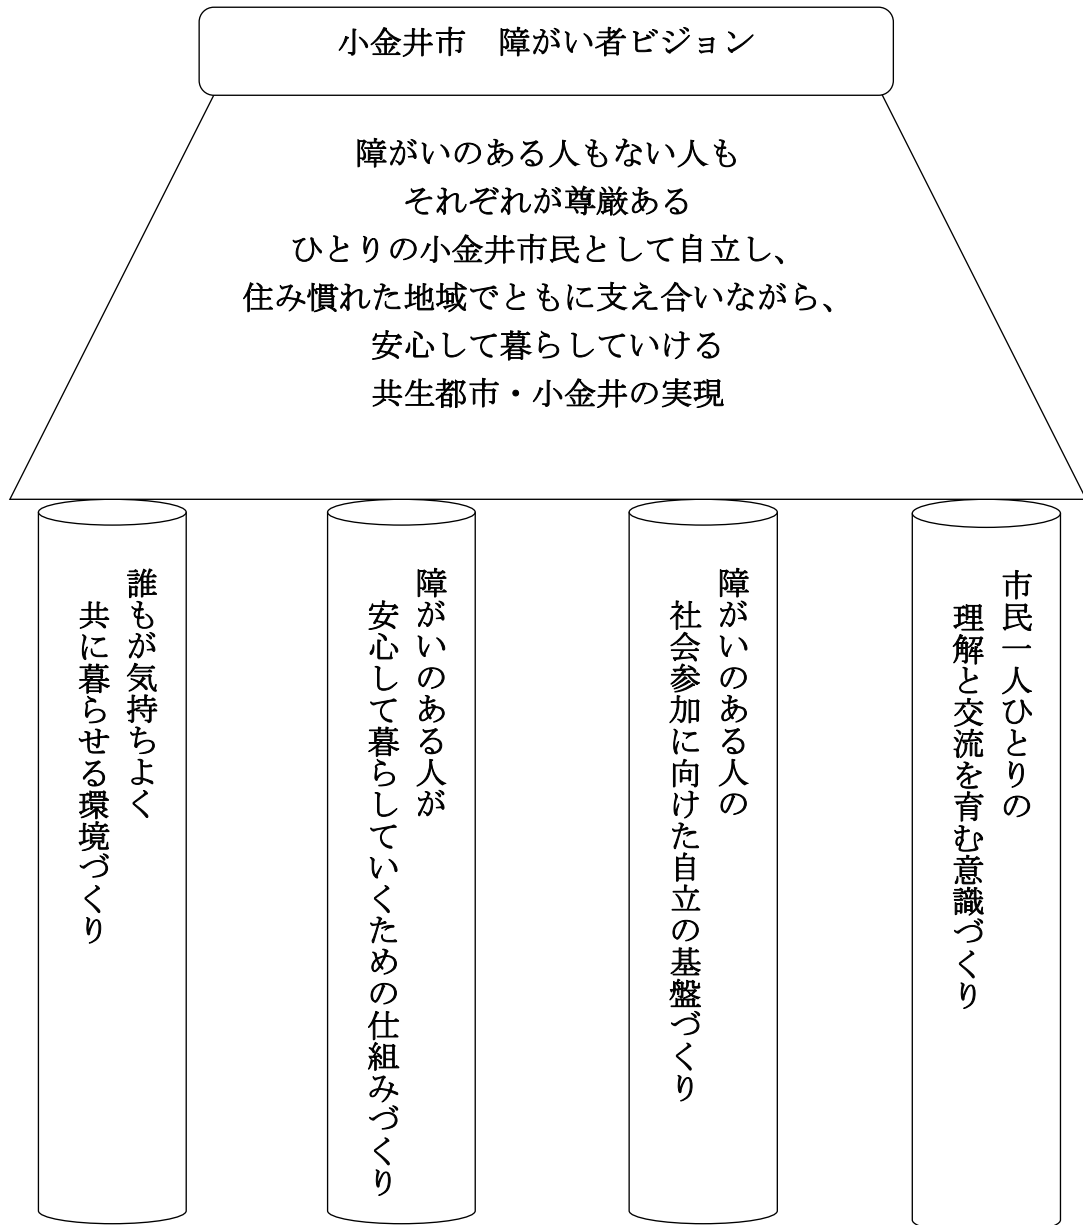 小金井市　障がい者ビジョン
障がいのある人もない人も
それぞれが尊厳ある
ひとりの小金井市民として自立し、
住み慣れた地域でともに支え合いながら、
安心して暮らしていける
共生都市・小金井の実現
市民一人ひとりの
理解と交流を育む意識づくり
障がいのある人の
社会参加に向けた自立の基盤づくり
障がいのある人が
安心して暮らしていくための仕組みづくり
誰もが気持ちよく
共に暮らせる環境づくり